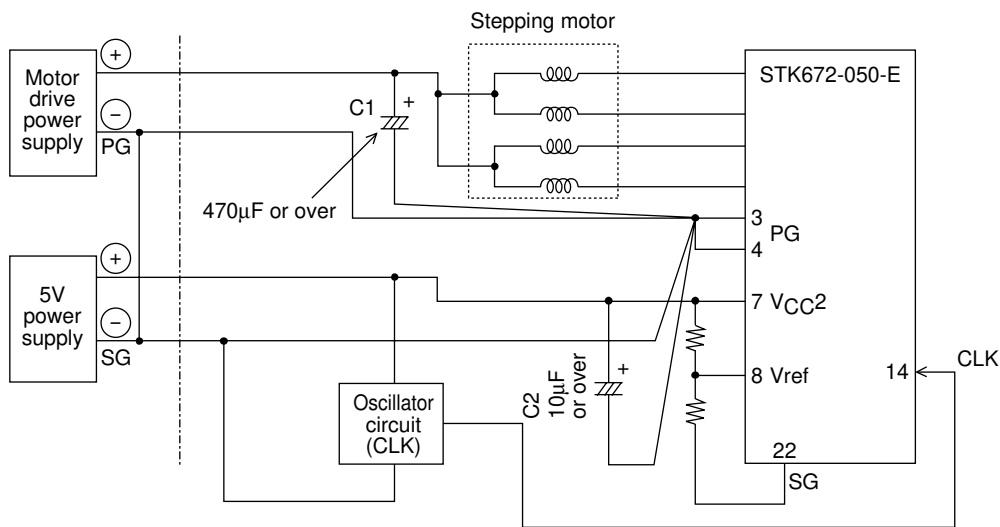 Stepping motor
+
STK672-050-E
Motor
drive
power
supply
−
PG
C1
+
470μF or over
3
PG
4
+
5V
power
supply
−
SG
7 VCC2
CLK
8 Vref
14
C2
10μF
or over
+
Oscillator
circuit
(CLK)
22
SG